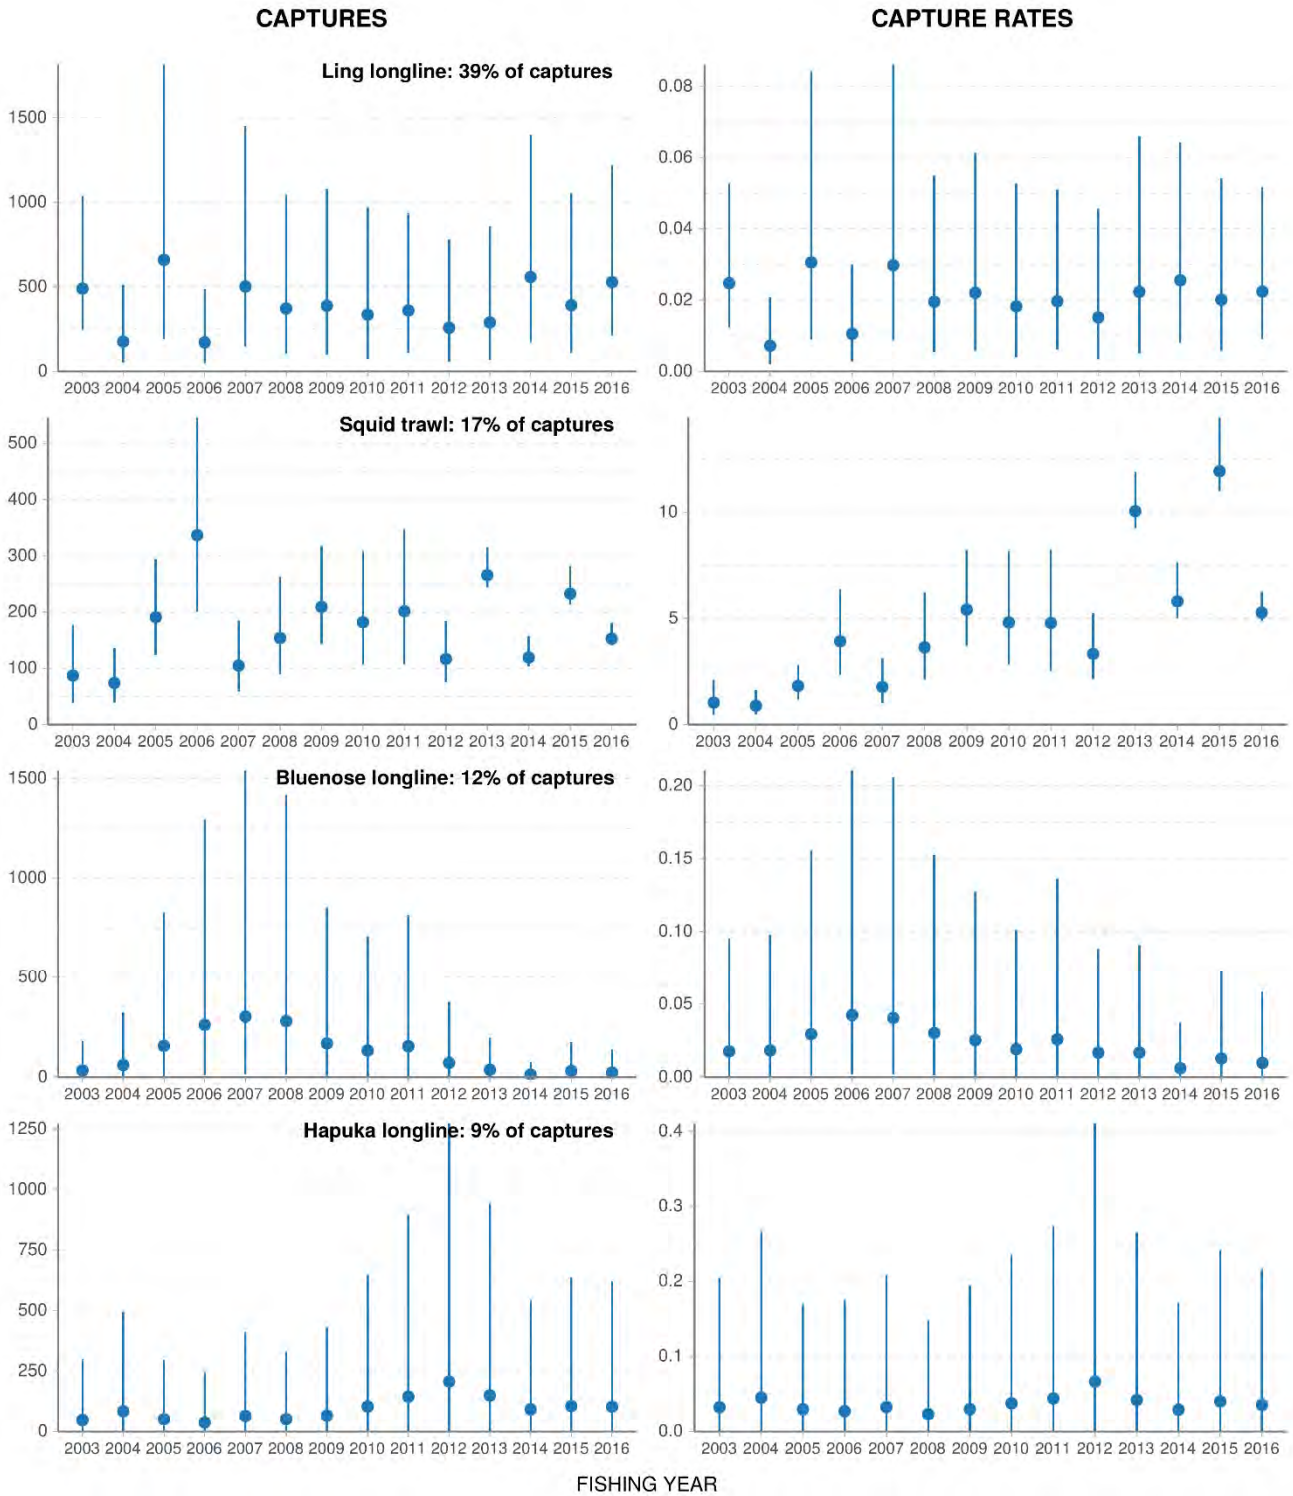 CAPTURES CAPTURE RATES
Ling longline: 39% of captures
1500
1000
500
0
2003 2004 2005 2006 2007 2008 2009 2010 2011 2012 2013 2014 2015 2016
0.08
0.06
0.04
0.02
0.00
2003 2004 2005 2006 2007 2008 2009 2010 2011 2012 2013 2014 2015 2016
Squid trawl: 17% of captures
500
400
300
200
100
0
2003 2004 2005 2006 2007 2008 2009 2010 2011 2012 2013 2014 2015 2016
10
5
0
2003 2004 2005 2006 2007 2008 2009 2010 2011 2012 2013 2014 2015 2016
Bluenose longline: 12% of captures
1500
1000
500
0
2003 2004 2005 2006 2007 2008 2009 2010 2011 2012 2013 2014 2015 2016
0.20
0.15
0.10
0.05
0.00
2003 2004 2005 2006 2007 2008 2009 2010 2011 2012 2013 2014 2015 2016
Hapuka longline: 9% of captures
1250
1000
750
500
250
0
2003 2004 2005 2006 2007 2008 2009 2010 2011 2012 2013 2014 2015 2016
0.4
0.3
0.2
0.1
0.0
2003 2004 2005 2006 2007 2008 2009 2010 2011 2012 2013 2014 2015 2016
FISHING YEAR